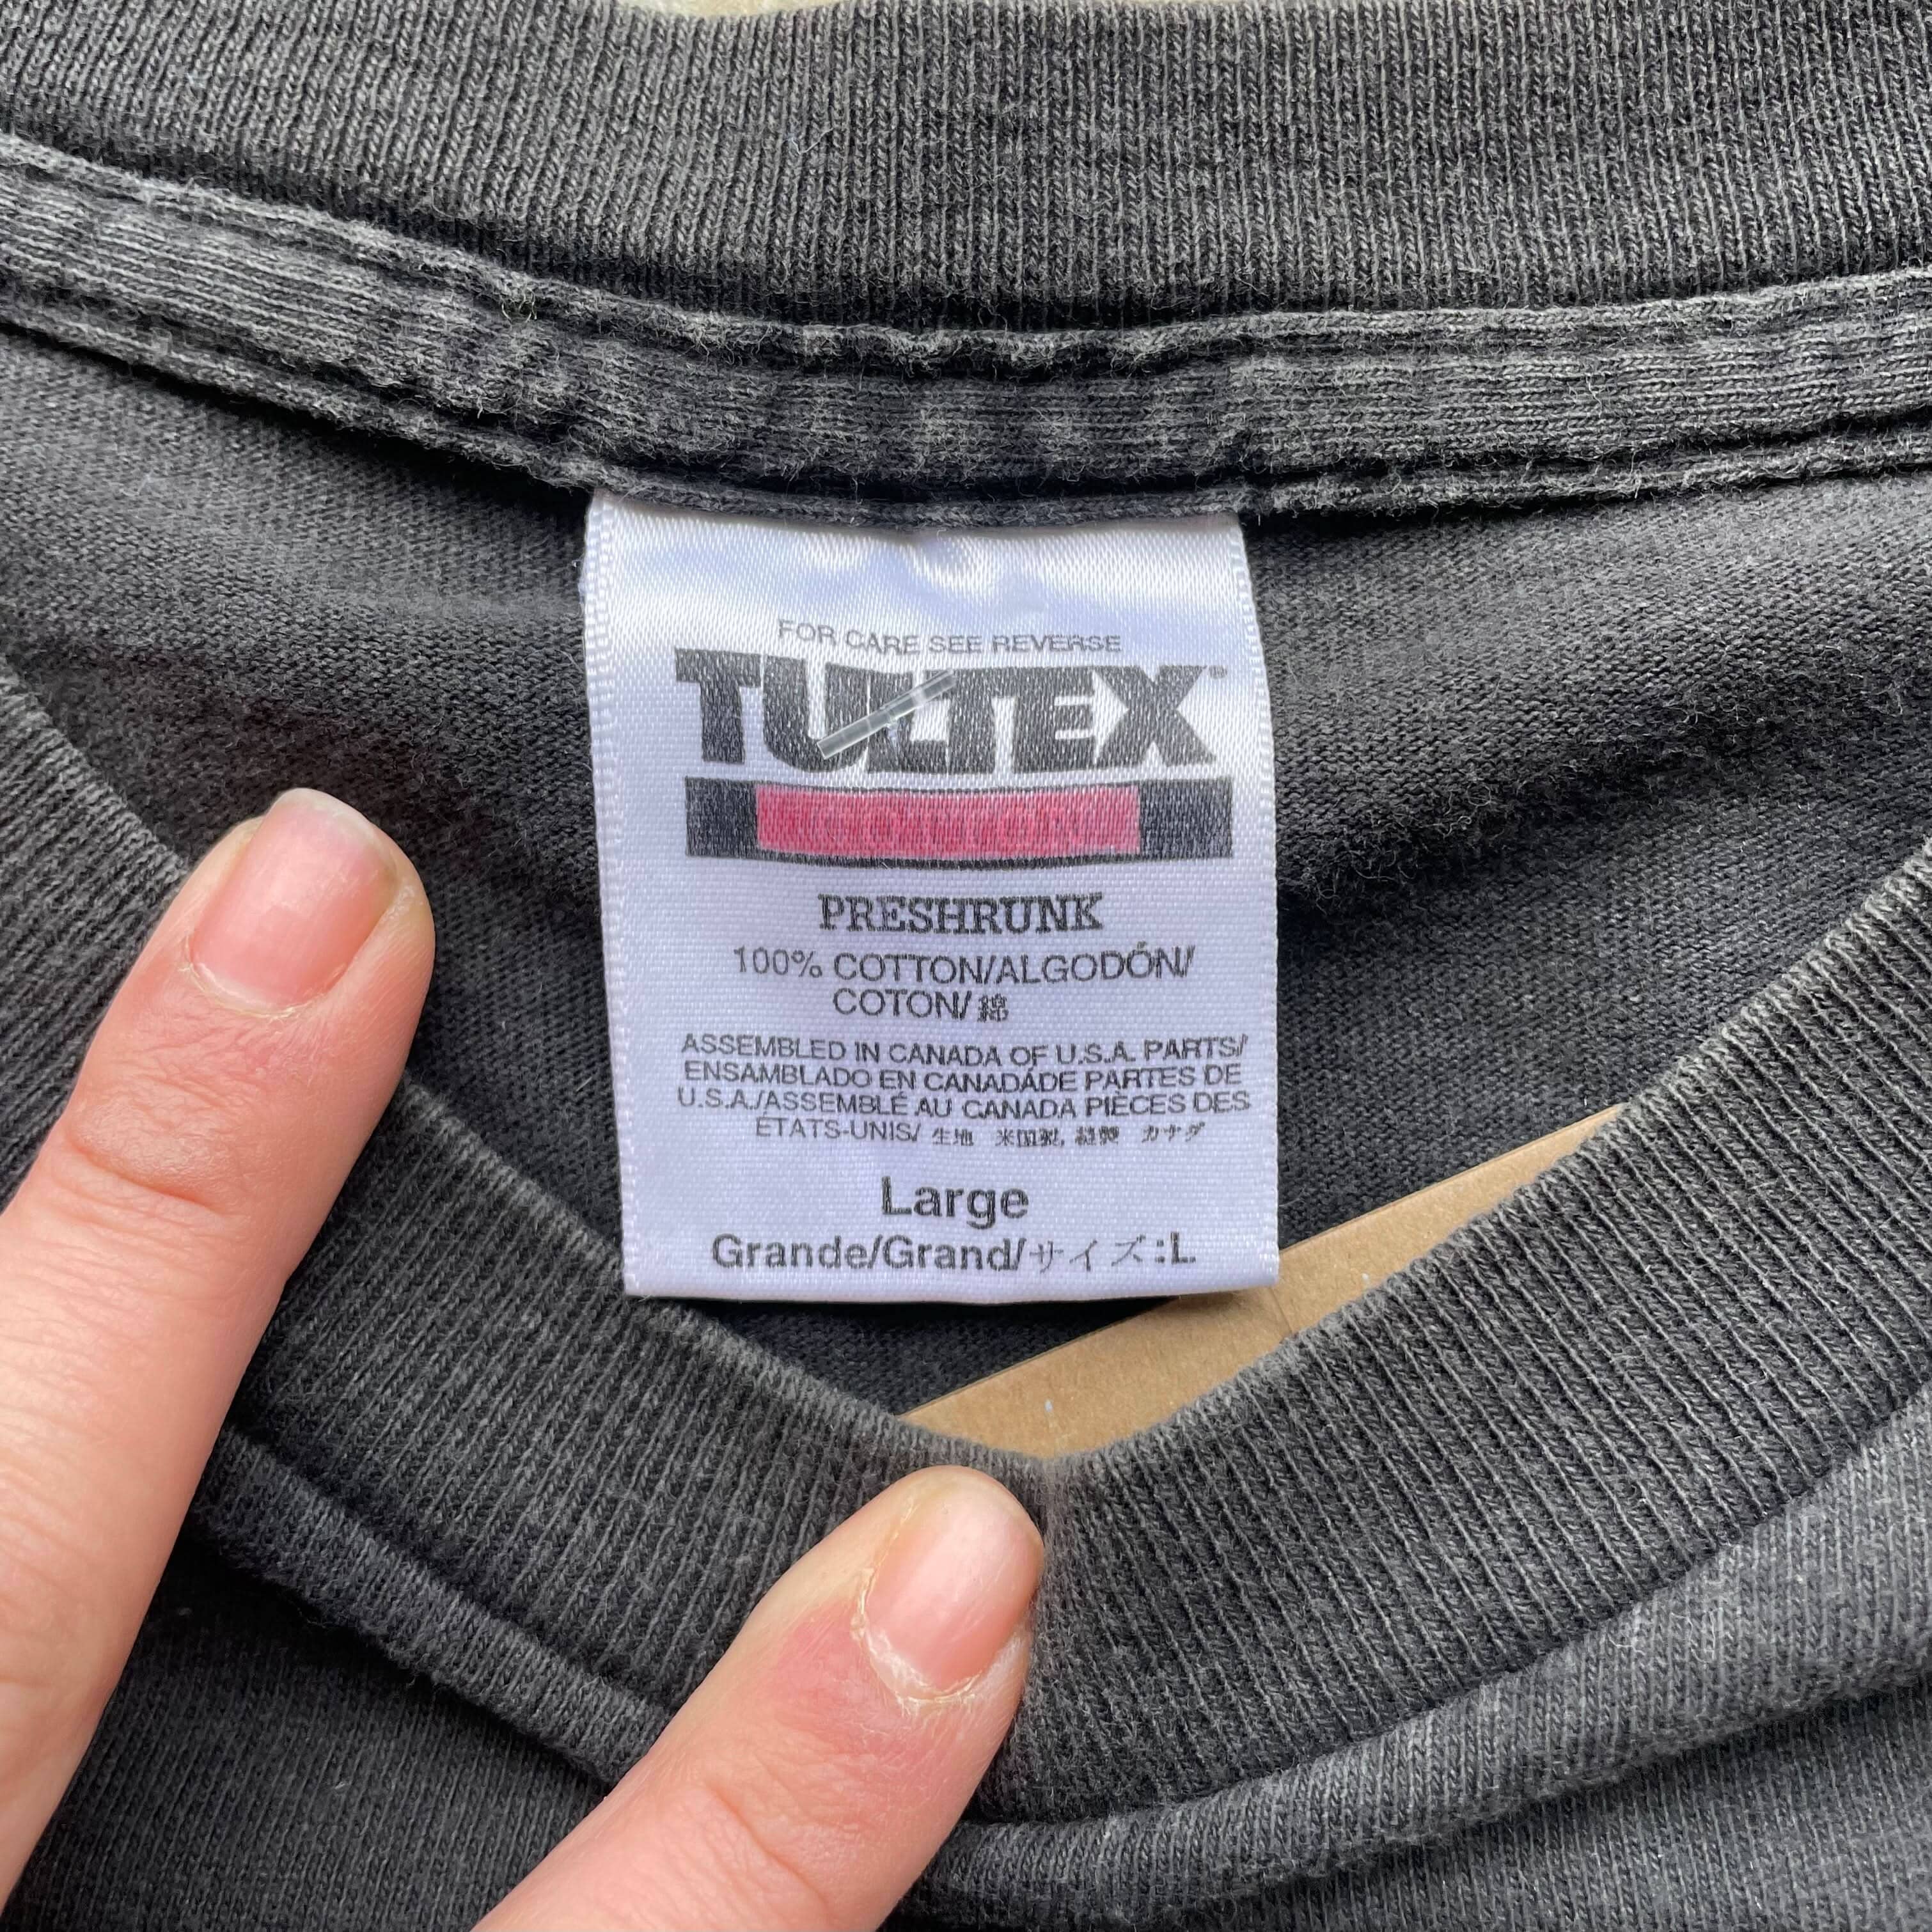 FOR CARE SEE REVERSE
TULTEX®
PRESHRUNK
100% COTTON/ALGODÓN/
COTON/綿
ASSEMBLED IN CANADA OF U.S.A. PARTS/
ENSAMBLADO EN CANADÁDE PARTES DE
U.S.A./ASSEMBLÉ AU CANADA PIÈCES DES
ÉTATS-UNIS/ 生地 米国製, 縫製 カナダ
Large
Grande/Grand/サイズ:L